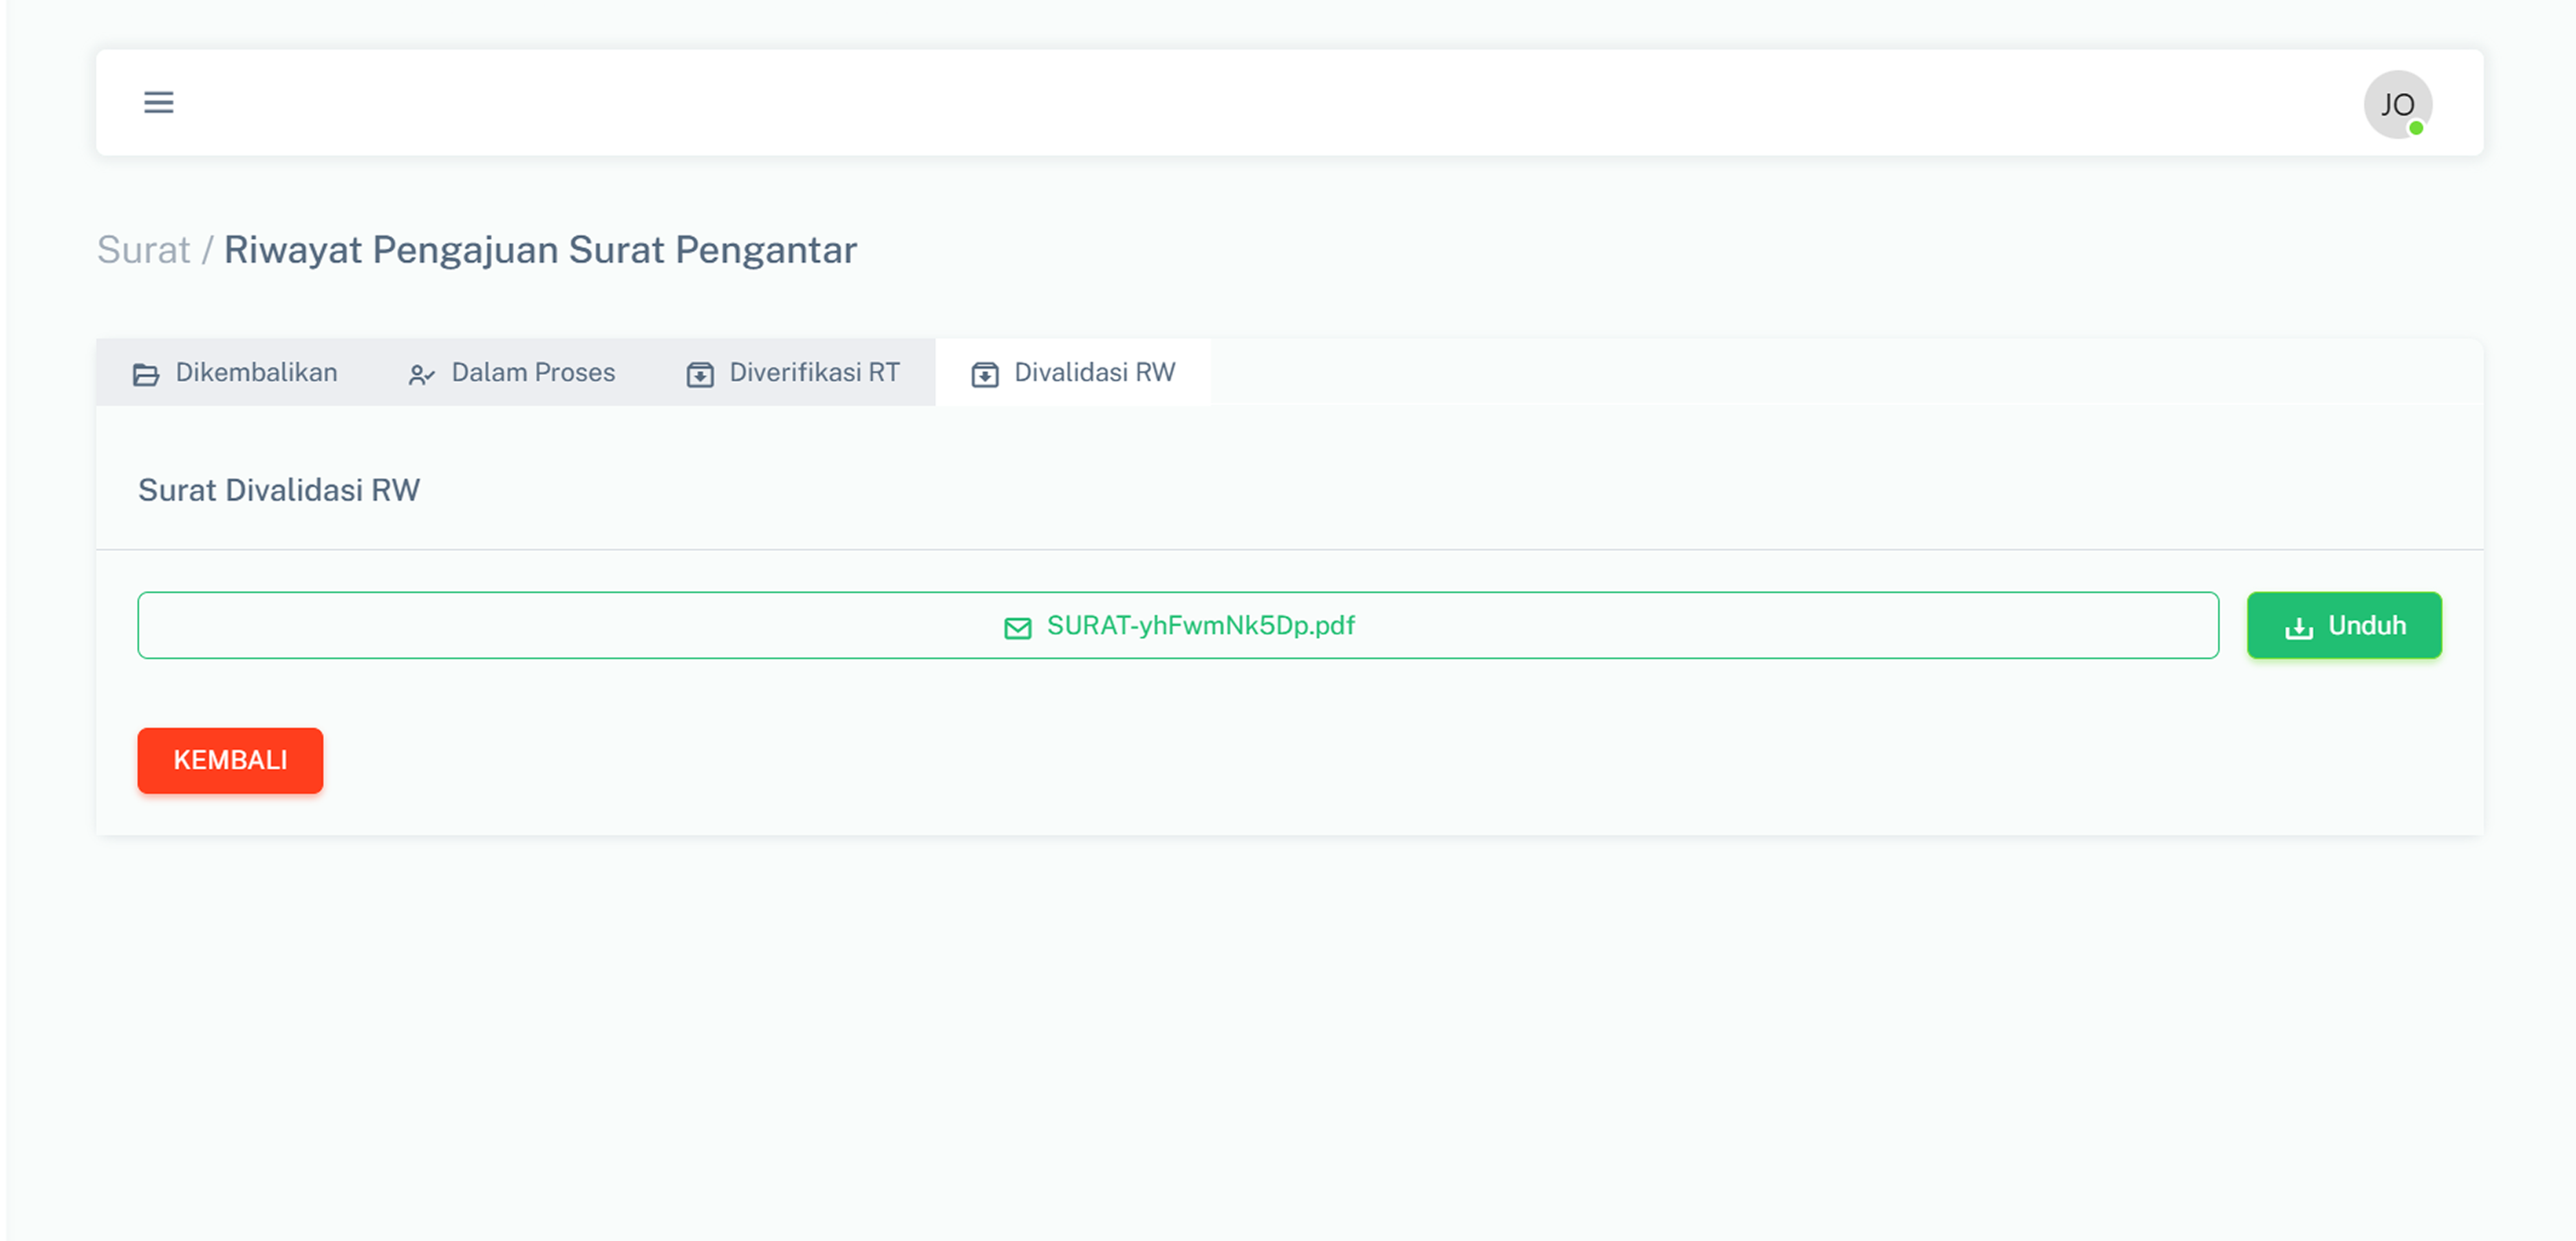 JO
Surat / Riwayat Pengajuan Surat Pengantar
Dikembalikan Dalam Proses Diverifikasi RT Divalidasi RW
Surat Divalidasi RW
SURAT-yhFwmNk5Dp.pdf Unduh
KEMBALI